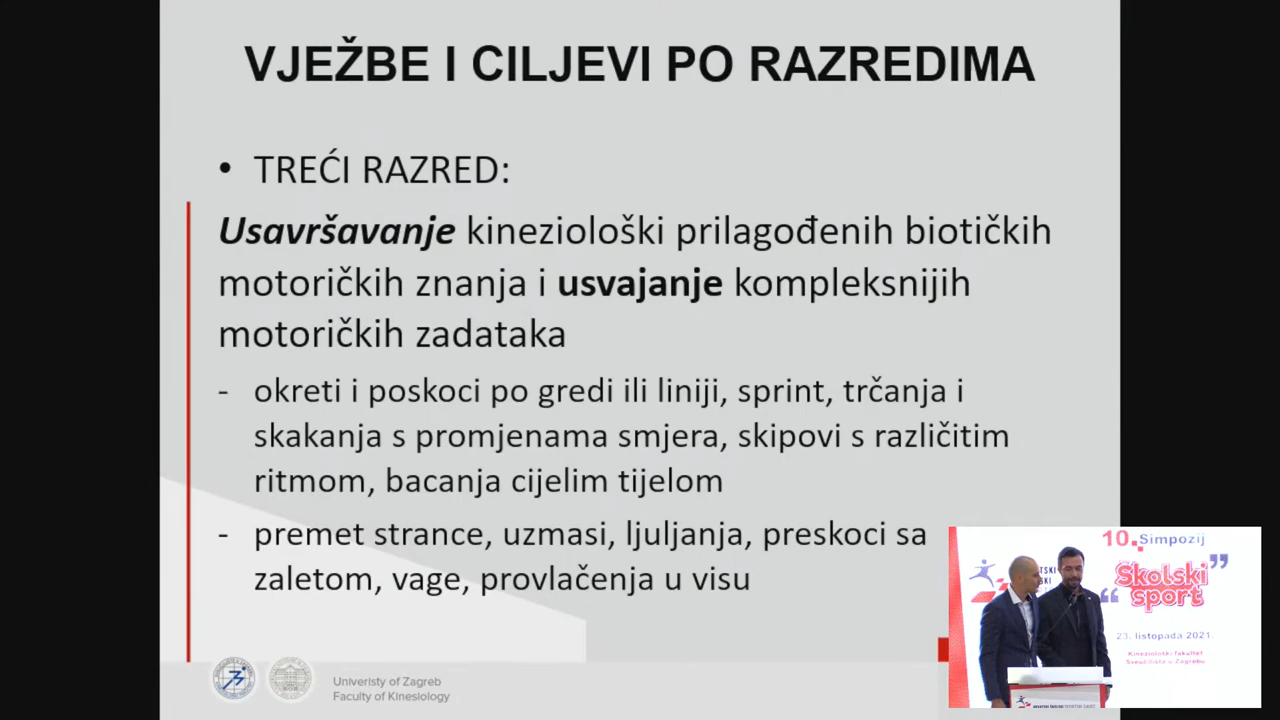 VJEŽBE I CILJEVI PO RAZREDIMA
• TREĆI RAZRED:
Usavršavanje kineziološki prilagođenih biotičkih
motoričkih znanja i usvajanje kompleksnijih
motoričkih zadataka
- okreti i poskoci po gredi ili liniji, sprint, trčanja i
skakanja s promjenama smjera, skipovi s različitim
ritmom, bacanja cijelim tijelom
- premet strance, uzmasi, ljuljanja, preskoci sa
zaletom, vage, provlačenja u visu
Univeristy of Zagreb
Faculty of Kinesiology
10. Simpozij
“Školski
sport”
23. listopada 2021.
Kineziološki fakultet
Sveučilišta u Zagrebu